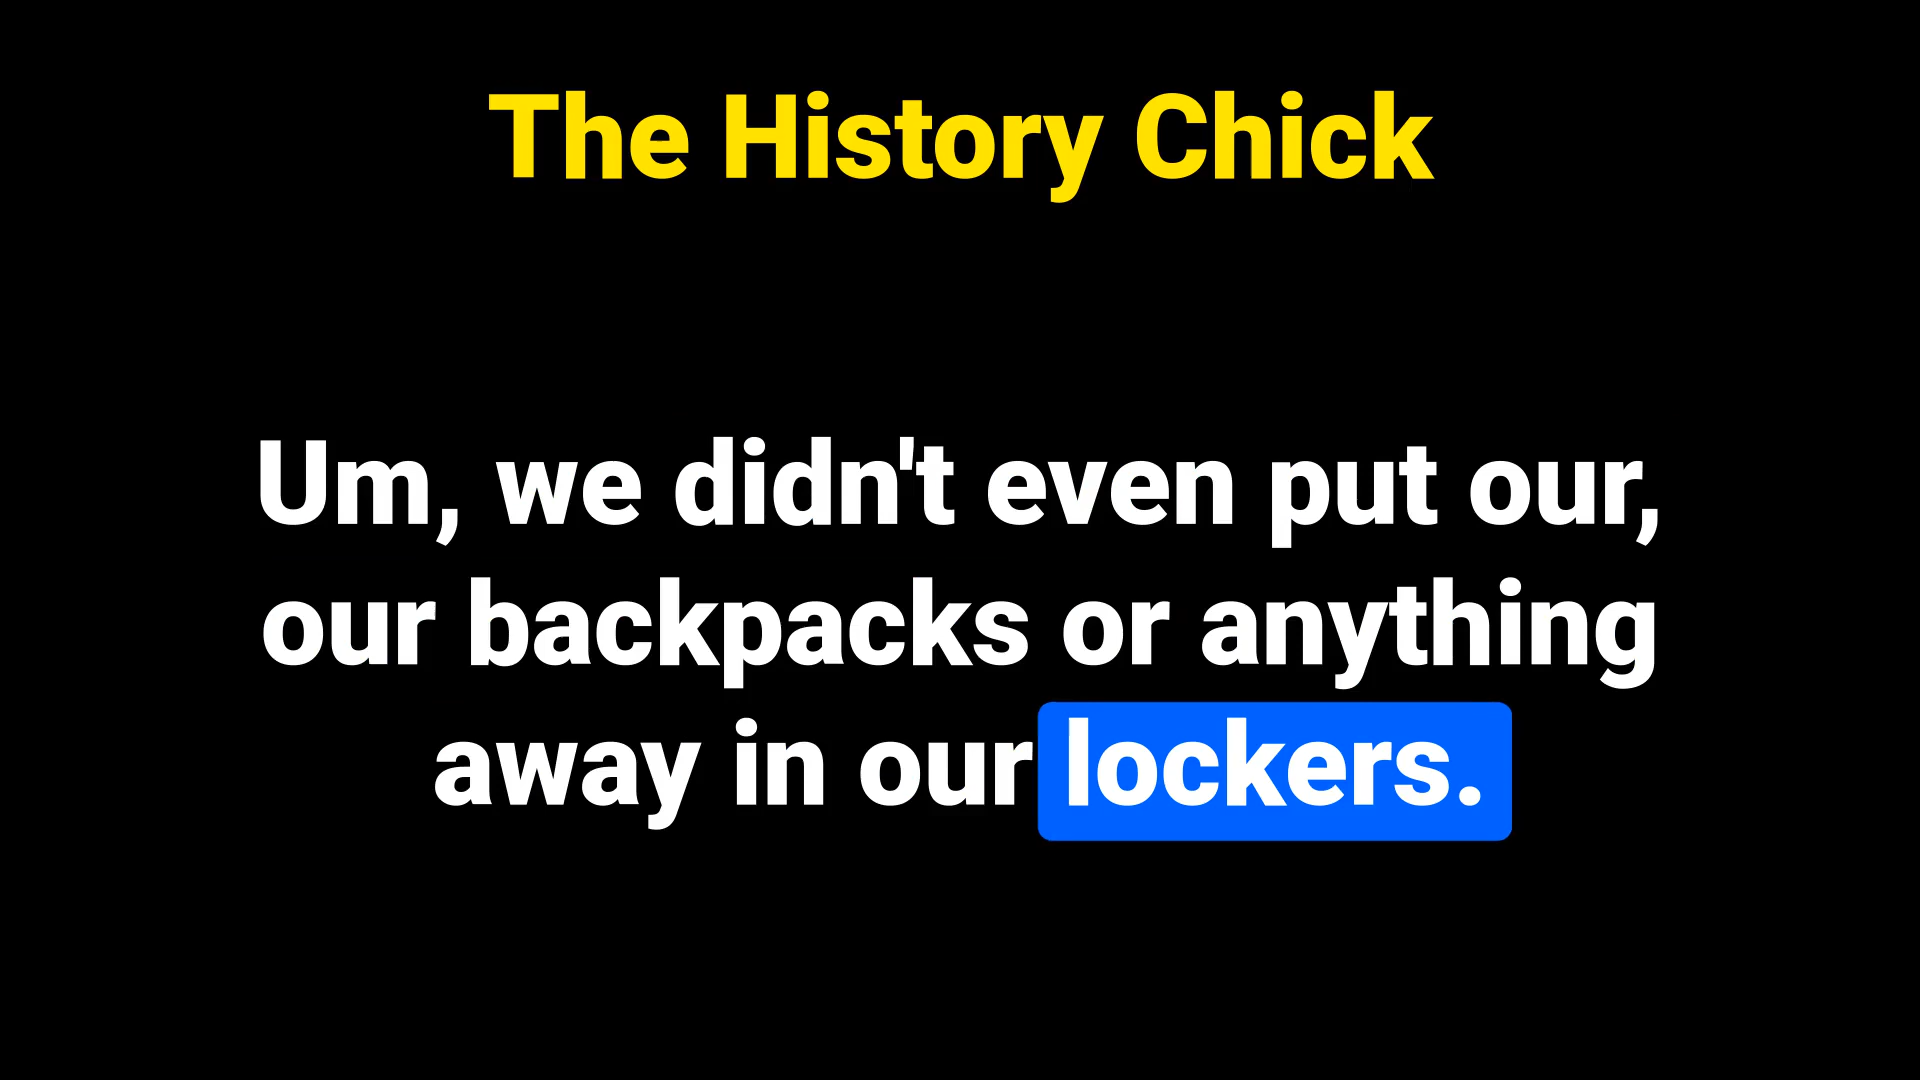 The History Chick
Um, we didn't even put our,
our backpacks or anything
away in our lockers.